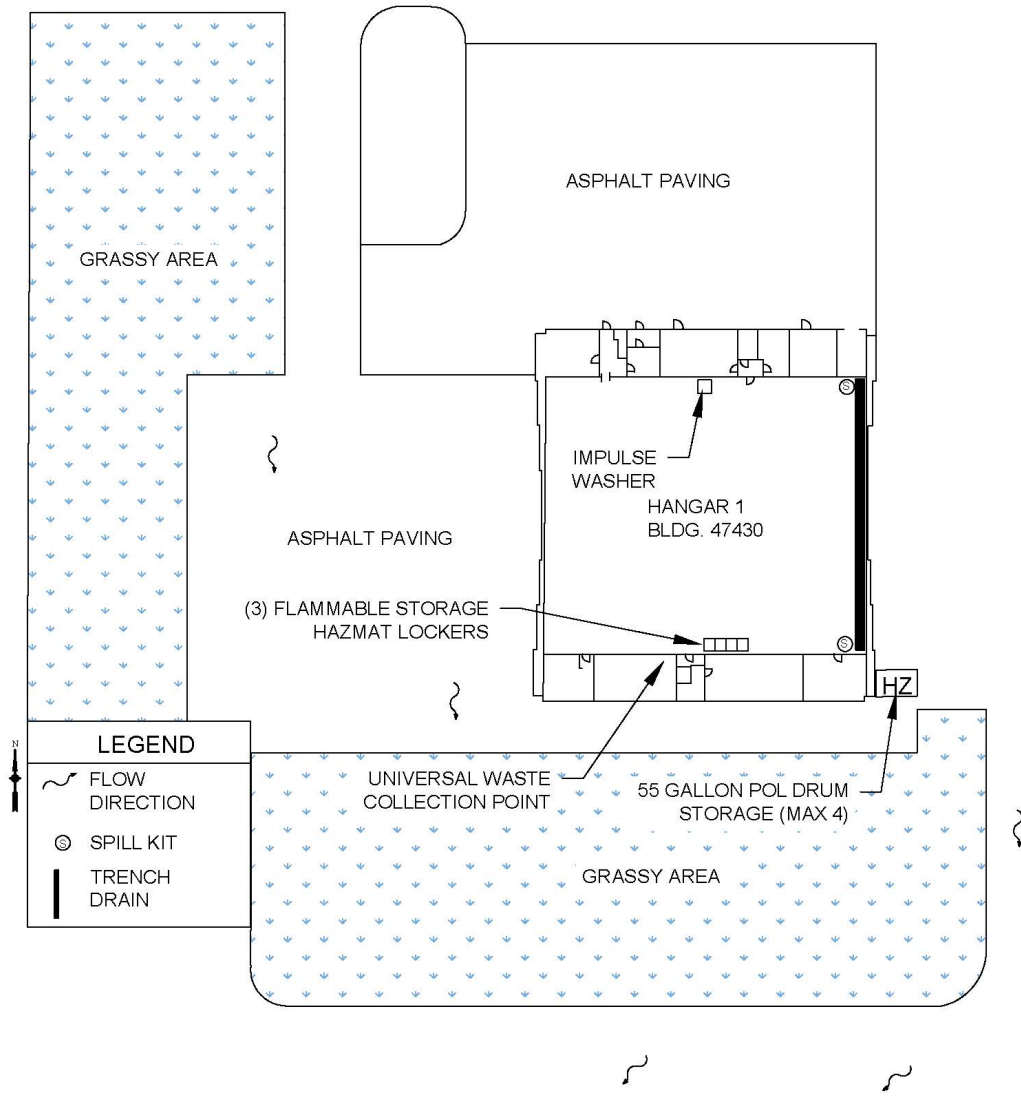 ASPHALT PAVING
GRASSY AREA
S
IMPULSE
WASHER
HANGAR 1
BLDG. 47430
ASPHALT PAVING
(3) FLAMMABLE STORAGE
HAZMAT LOCKERS
S
HZ
LEGEND
N
FLOW
DIRECTION
S SPILL KIT
TRENCH
DRAIN
UNIVERSAL WASTE
COLLECTION POINT
55 GALLON POL DRUM
STORAGE (MAX 4)
GRASSY AREA